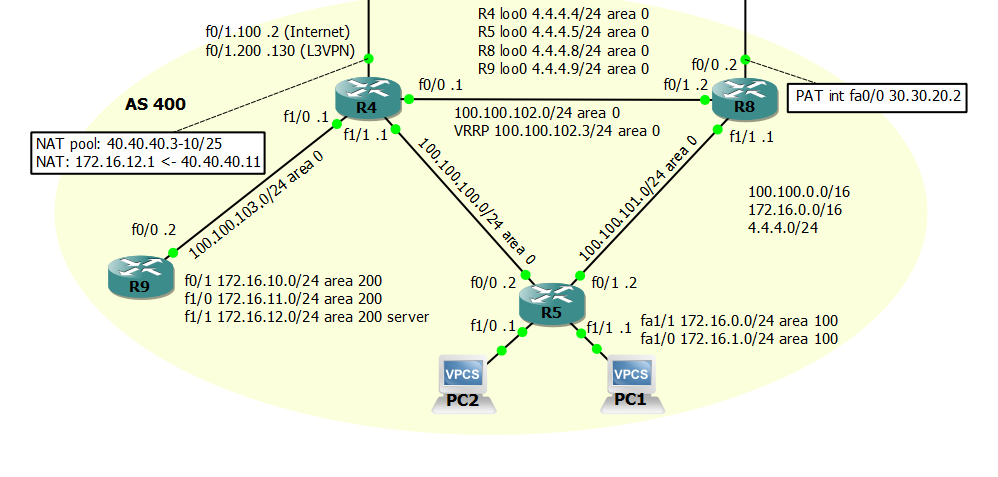 R4 loo0 4.4.4.4/24 area 0
R5 loo0 4.4.4.5/24 area 0
R8 loo0 4.4.4.8/24 area 0
R9 loo0 4.4.4.9/24 area 0
f0/1.100 .2 (Internet)
f0/1.200 .130 (L3VPN)
f0/0 .2
AS 400
R4
f0/0 .1
f0/1 .2
R8
PAT int fa0/0 30.30.20.2
f1/0 .1
f1/1 .1
100.100.102.0/24 area 0
VRRP 100.100.102.3/24 area 0
f1/1 .1
NAT pool: 40.40.40.3-10/25
NAT: 172.16.12.1 <- 40.40.40.11
100.100.103.0/24 area 0
100.100.100.0/24 area 0
100.100.101.0/24 area 0
100.100.0.0/16
172.16.0.0/16
4.4.4.0/24
f0/0 .2
R9
f0/1 172.16.10.0/24 area 200
f1/0 172.16.11.0/24 area 200
f1/1 172.16.12.0/24 area 200 server
f0/0 .2
f0/1 .2
R5
f1/0 .1
f1/1 .1
fa1/1 172.16.0.0/24 area 100
fa1/0 172.16.1.0/24 area 100
VPCS
PC2
VPCS
PC1